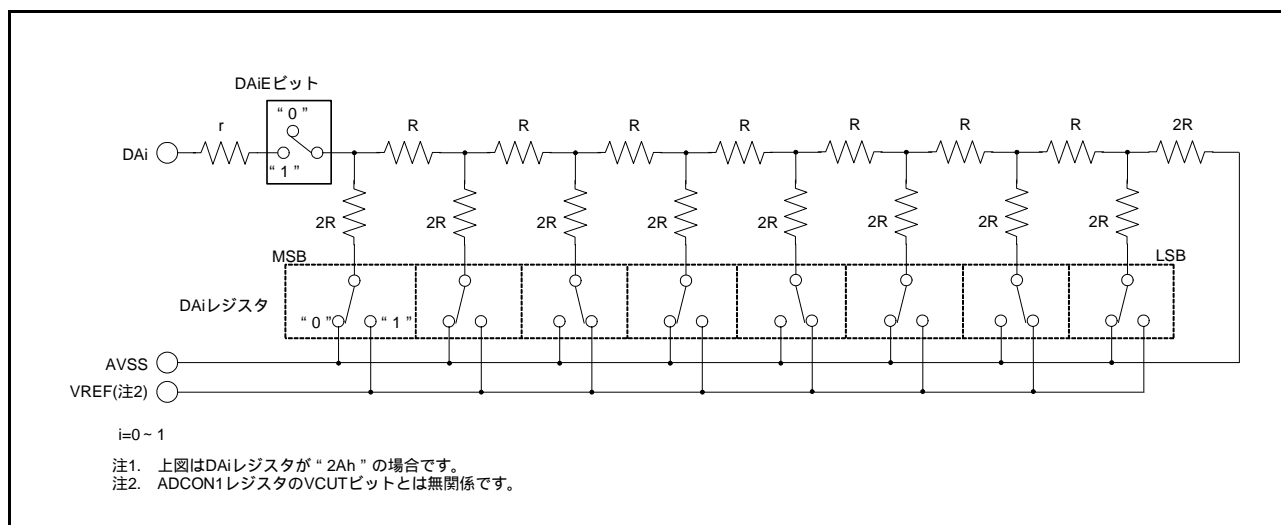 DAiEビット
“ 0 ”
r
R
R
R
R
R
R
R
2R
DAi
“ 1 ”
2R
2R
2R
2R
2R
2R
2R
2R
MSB
LSB
DAiレジスタ
“ 0 ”
“ 1 ”
AVSS
VREF(注2)
i=0 ~ 1
注1. 上図はDAiレジスタが “ 2Ah ” の場合です。
注2. ADCON1レジスタのVCUTビットとは無関係です。